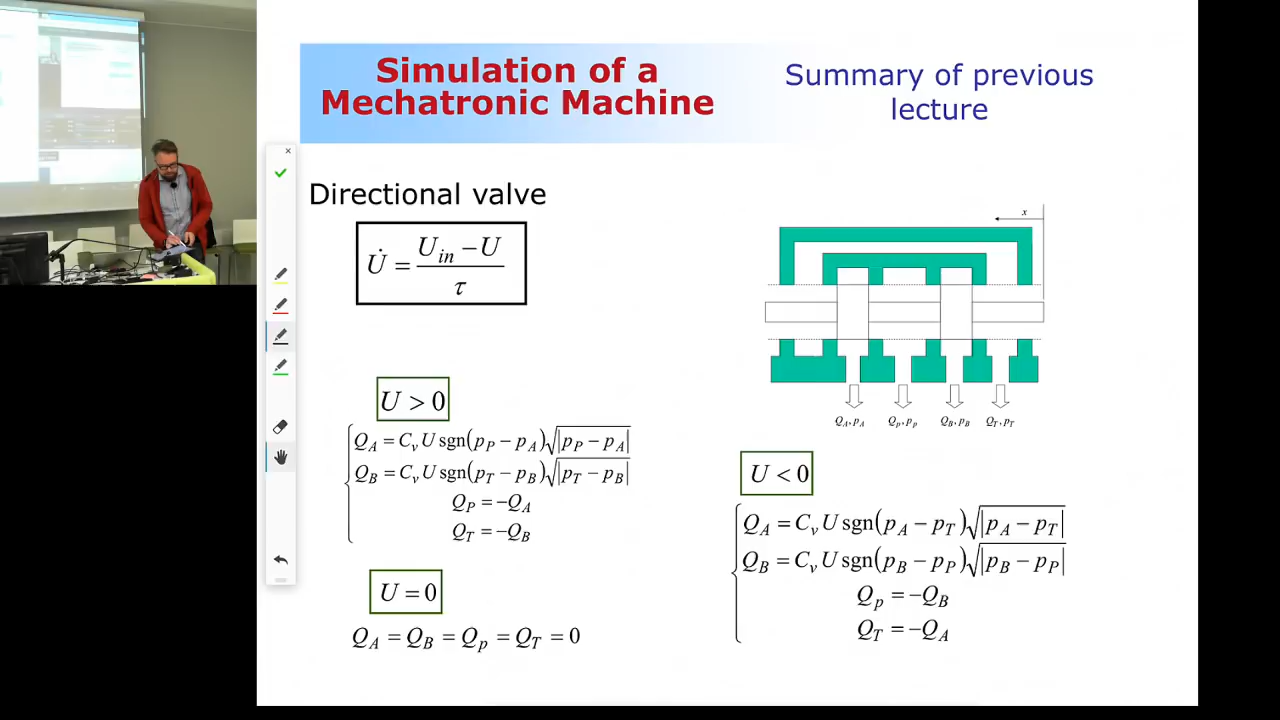 Simulation of a
Mechatronic Machine
Summary of previous
lecture
Directional valve
U̇ = (U_in − U) / τ
x
Q_A, p_A Q_p, p_p Q_B, p_B Q_T, p_T
U > 0
Q_A = C_v U sgn(p_P − p_A)√|p_P − p_A|
Q_B = C_v U sgn(p_T − p_B)√|p_T − p_B|
Q_P = −Q_A
Q_T = −Q_B
U = 0
Q_A = Q_B = Q_p = Q_T = 0
U < 0
Q_A = C_v U sgn(p_A − p_T)√|p_A − p_T|
Q_B = C_v U sgn(p_B − p_P)√|p_B − p_P|
Q_p = −Q_B
Q_T = −Q_A